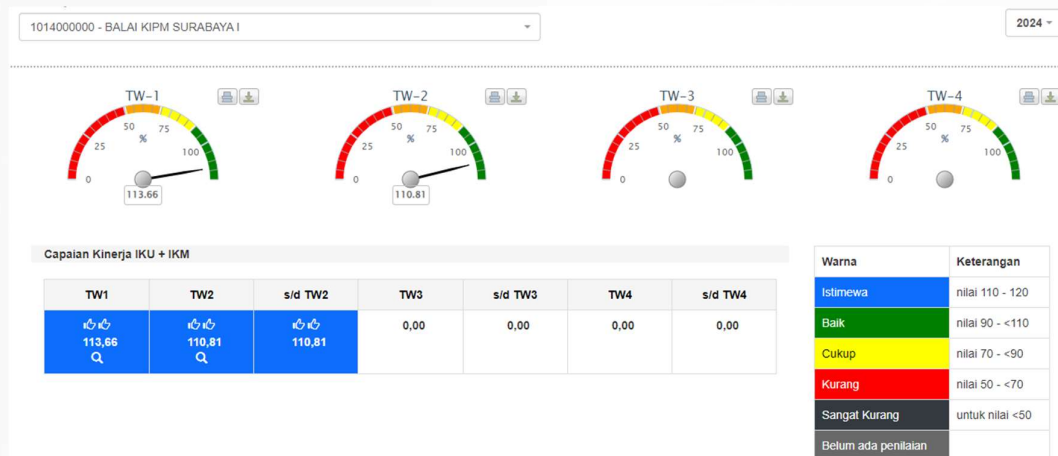 1014000000 - BALAI KIPM SURABAYA I
2024
TW-1
0
25
50
75
100
%
113.66
TW-2
0
25
50
75
100
%
110.81
TW-3
0
25
50
75
100
%
TW-4
0
25
50
75
100
%
Capaian Kinerja IKU + IKM
TW1 TW2 s/d TW2 TW3 s/d TW3 TW4 s/d TW4
113,66 110,81 110,81 0,00 0,00 0,00 0,00
Warna Keterangan
Istimewa nilai 110 - 120
Baik nilai 90 - <110
Cukup nilai 70 - <90
Kurang nilai 50 - <70
Sangat Kurang untuk nilai <50
Belum ada penilaian